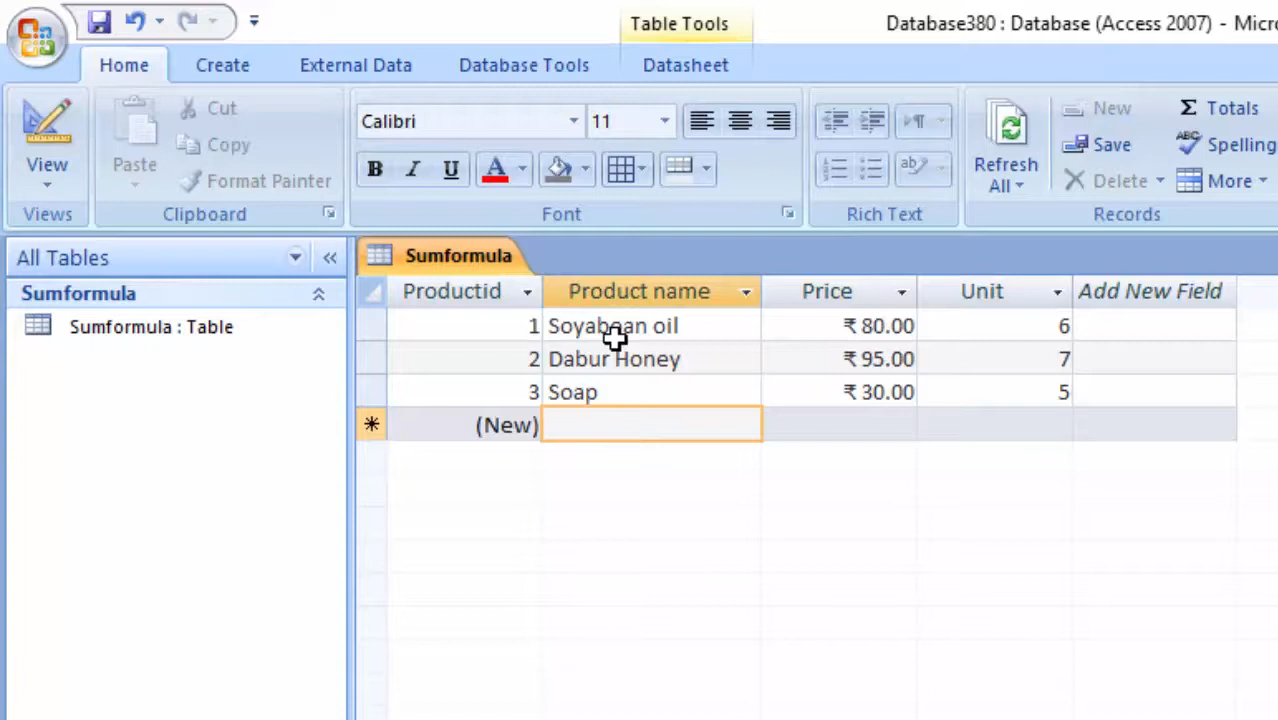 Table Tools
Database380 : Database (Access 2007) - Micro
Home Create External Data Database Tools Datasheet
View
Paste
Cut
Copy
Format Painter
Calibri 11
B I U A
ab
Refresh All
New
Save
Delete
Σ Totals
ABC Spelling
More
Views Clipboard Font Rich Text Records
All Tables
Sumformula
Sumformula : Table
Sumformula
Productid Product name Price Unit Add New Field
1 Soyabean oil ₹ 80.00 6
2 Dabur Honey ₹ 95.00 7
3 Soap ₹ 30.00 5
* (New)